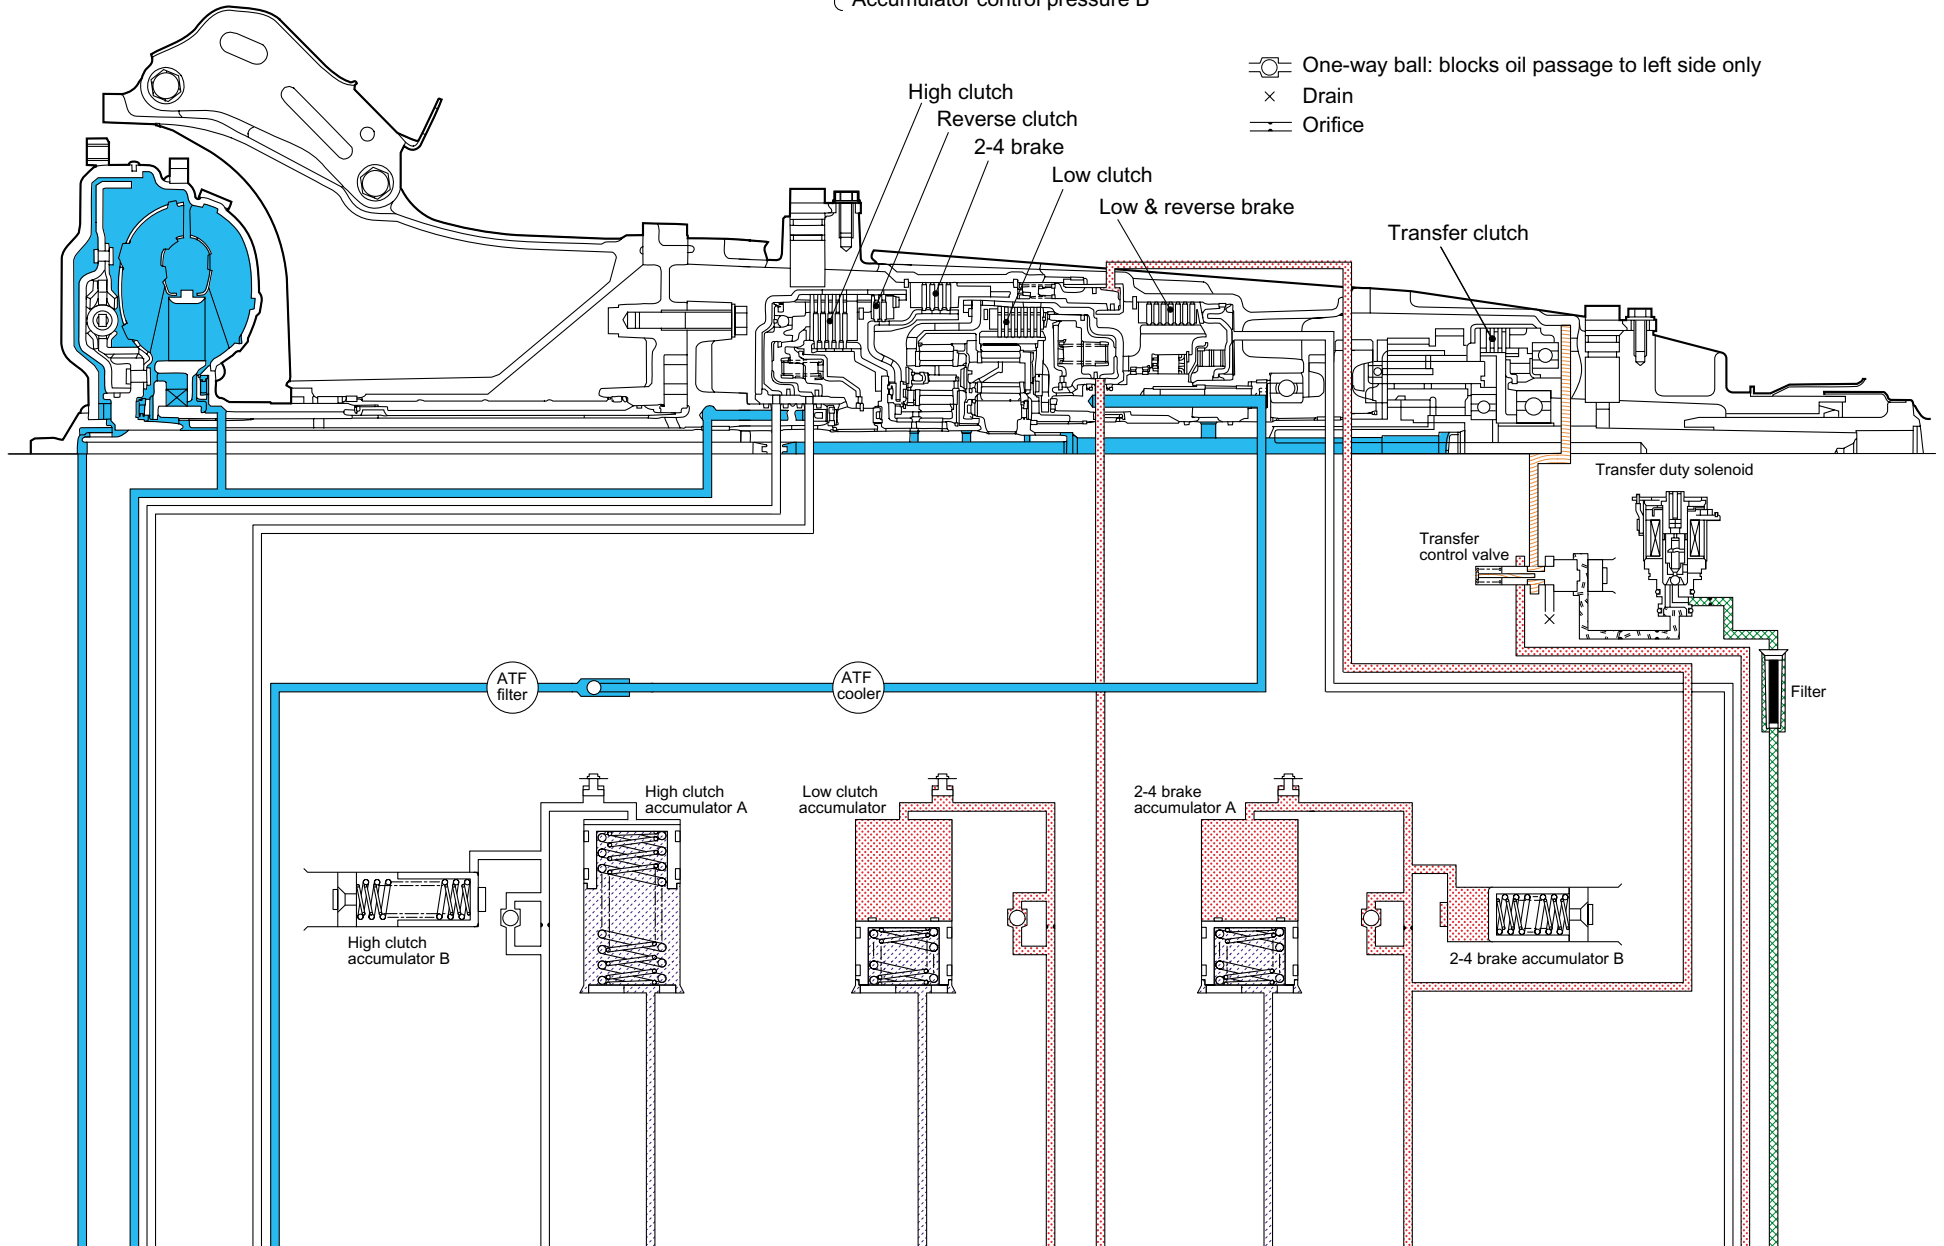 Accumulator control pressure B
One-way ball: blocks oil passage to left side only
Drain
Orifice
High clutch
Reverse clutch
2-4 brake
Low clutch
Low & reverse brake
Transfer clutch
Transfer duty solenoid
Transfer
control valve
ATF
filter
ATF
cooler
Filter
High clutch
accumulator A
Low clutch
accumulator
2-4 brake
accumulator A
High clutch
accumulator B
2-4 brake accumulator B